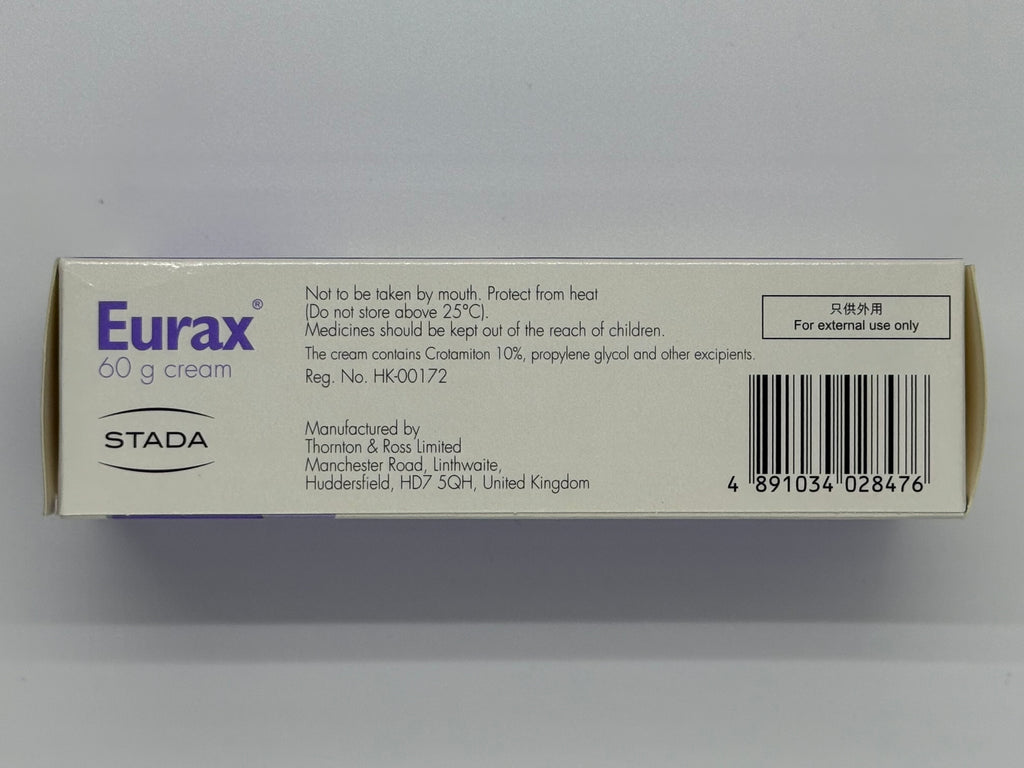 Eurax®
60 g cream
STADA
Not to be taken by mouth. Protect from heat
(Do not store above 25°C).
Medicines should be kept out of the reach of children.
The cream contains Crotamiton 10%, propylene glycol and other excipients.
Reg. No. HK-00172
Manufactured by
Thornton & Ross Limited
Manchester Road, Linthwaite,
Huddersfield, HD7 5QH, United Kingdom
只供外用
For external use only
4 891034 028476